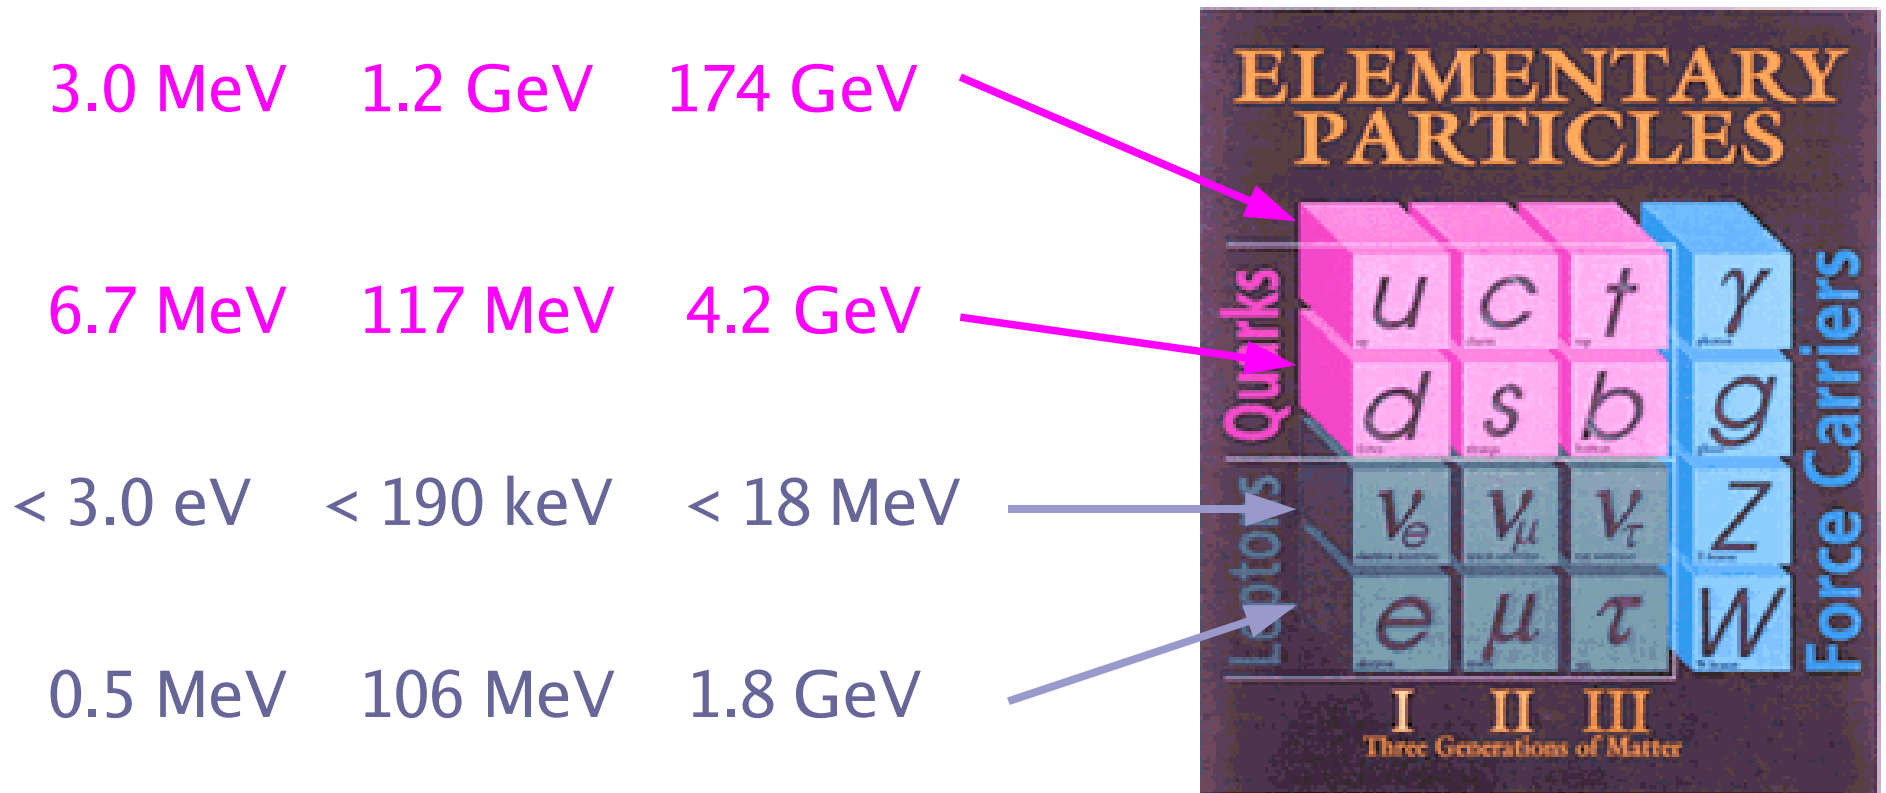 3.0 MeV 1.2 GeV 174 GeV
6.7 MeV 117 MeV 4.2 GeV
< 3.0 eV < 190 keV < 18 MeV
0.5 MeV 106 MeV 1.8 GeV
ELEMENTARY
PARTICLES
Quarks
Leptons
u c t γ
d s b g
νe νμ ντ Z
e μ τ W
Force Carriers
I II III
Three Generations of Matter